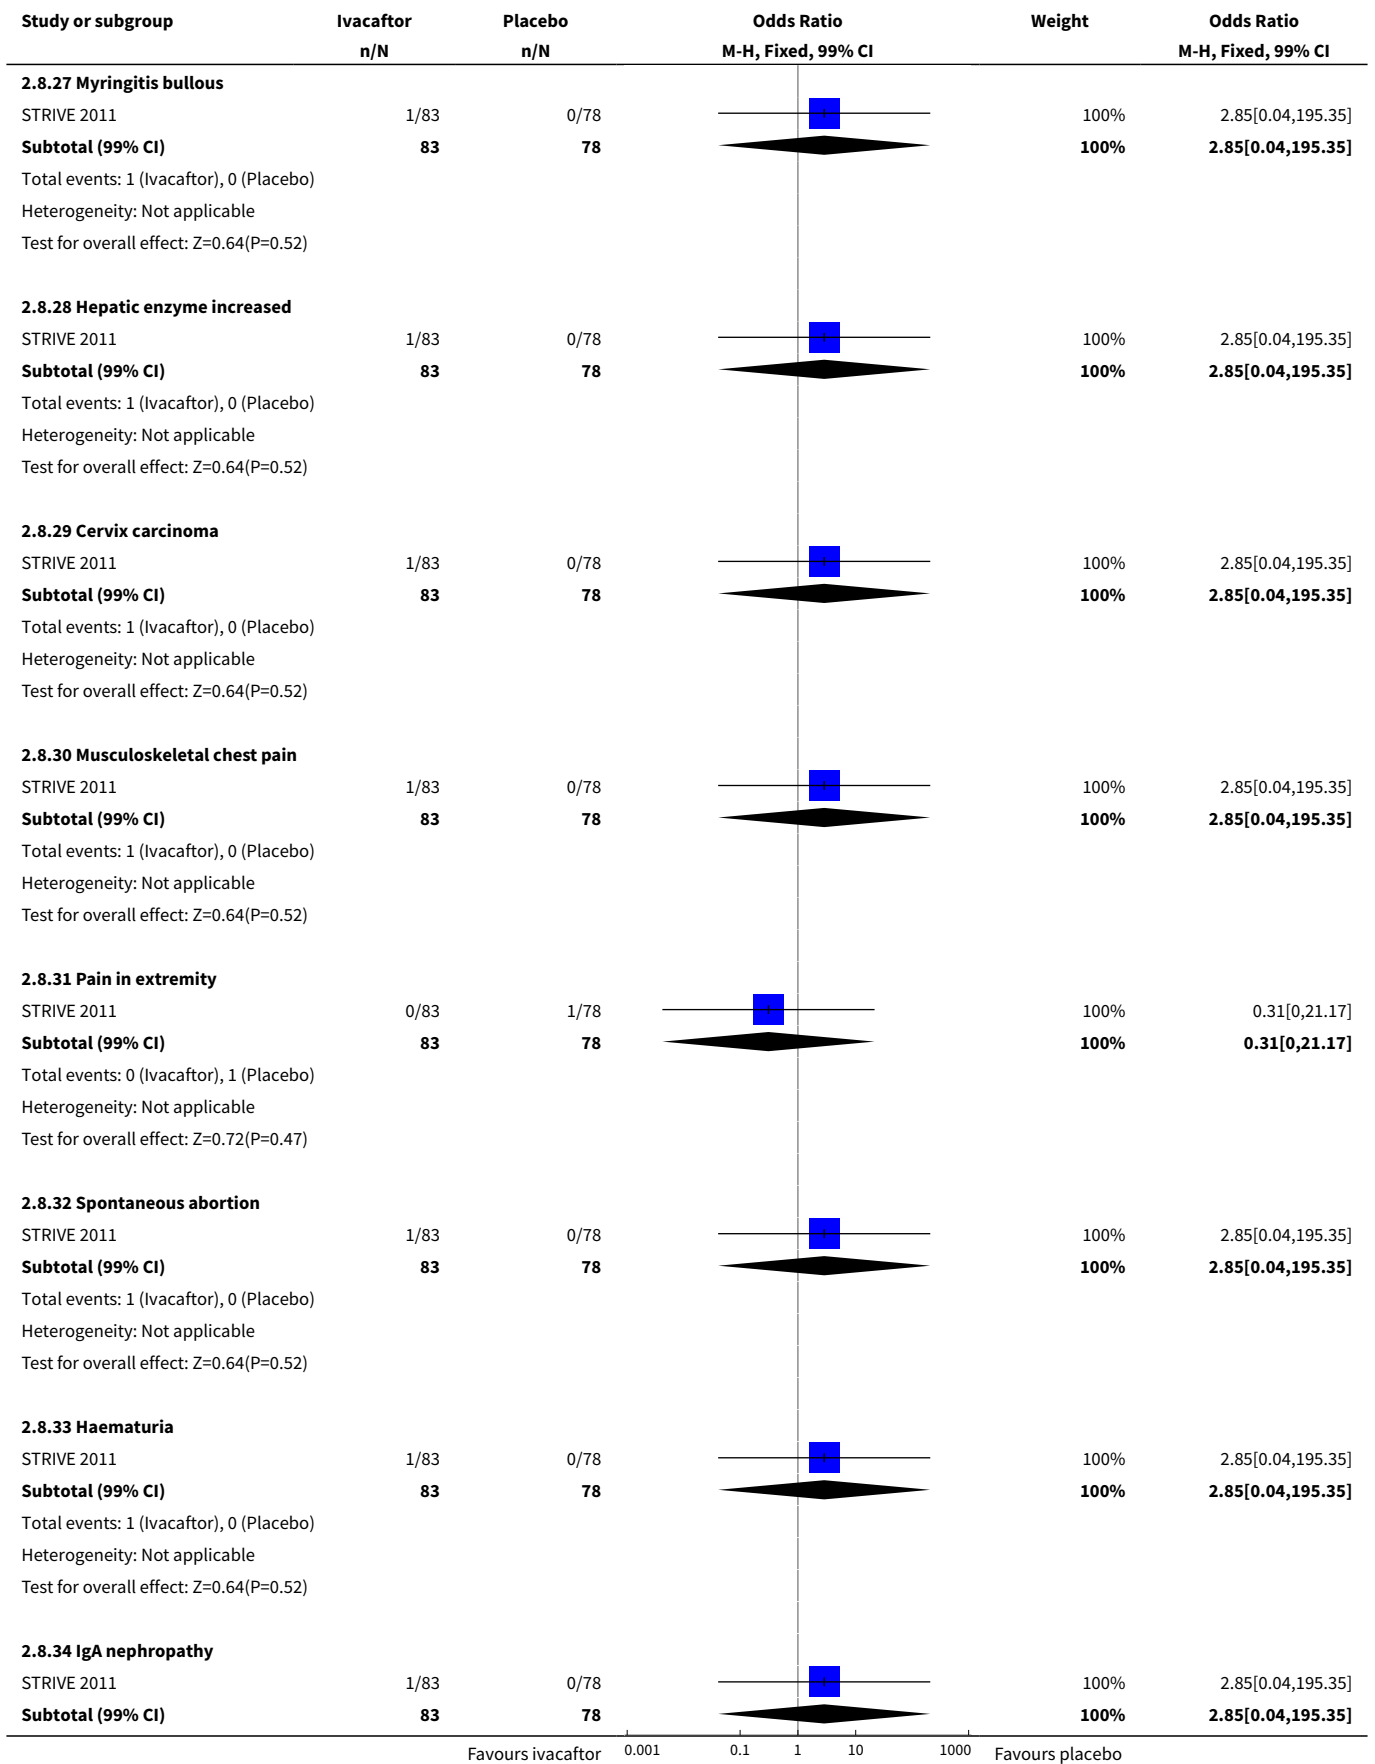 Study or subgroup Ivacaftor Placebo Odds Ratio Weight Odds Ratio
n/N n/N M-H, Fixed, 99% CI M-H, Fixed, 99% CI
2.8.27 Myringitis bullous
STRIVE 2011 1/83 0/78 100% 2.85[0.04,195.35]
Subtotal (99% CI) 83 78 100% 2.85[0.04,195.35]
Total events: 1 (Ivacaftor), 0 (Placebo)
Heterogeneity: Not applicable
Test for overall effect: Z=0.64(P=0.52)
2.8.28 Hepatic enzyme increased
STRIVE 2011 1/83 0/78 100% 2.85[0.04,195.35]
Subtotal (99% CI) 83 78 100% 2.85[0.04,195.35]
Total events: 1 (Ivacaftor), 0 (Placebo)
Heterogeneity: Not applicable
Test for overall effect: Z=0.64(P=0.52)
2.8.29 Cervix carcinoma
STRIVE 2011 1/83 0/78 100% 2.85[0.04,195.35]
Subtotal (99% CI) 83 78 100% 2.85[0.04,195.35]
Total events: 1 (Ivacaftor), 0 (Placebo)
Heterogeneity: Not applicable
Test for overall effect: Z=0.64(P=0.52)
2.8.30 Musculoskeletal chest pain
STRIVE 2011 1/83 0/78 100% 2.85[0.04,195.35]
Subtotal (99% CI) 83 78 100% 2.85[0.04,195.35]
Total events: 1 (Ivacaftor), 0 (Placebo)
Heterogeneity: Not applicable
Test for overall effect: Z=0.64(P=0.52)
2.8.31 Pain in extremity
STRIVE 2011 0/83 1/78 100% 0.31[0,21.17]
Subtotal (99% CI) 83 78 100% 0.31[0,21.17]
Total events: 0 (Ivacaftor), 1 (Placebo)
Heterogeneity: Not applicable
Test for overall effect: Z=0.72(P=0.47)
2.8.32 Spontaneous abortion
STRIVE 2011 1/83 0/78 100% 2.85[0.04,195.35]
Subtotal (99% CI) 83 78 100% 2.85[0.04,195.35]
Total events: 1 (Ivacaftor), 0 (Placebo)
Heterogeneity: Not applicable
Test for overall effect: Z=0.64(P=0.52)
2.8.33 Haematuria
STRIVE 2011 1/83 0/78 100% 2.85[0.04,195.35]
Subtotal (99% CI) 83 78 100% 2.85[0.04,195.35]
Total events: 1 (Ivacaftor), 0 (Placebo)
Heterogeneity: Not applicable
Test for overall effect: Z=0.64(P=0.52)
2.8.34 IgA nephropathy
STRIVE 2011 1/83 0/78 100% 2.85[0.04,195.35]
Subtotal (99% CI) 83 78 100% 2.85[0.04,195.35]
Favours ivacaftor 0.001 0.1 1 10 1000 Favours placebo